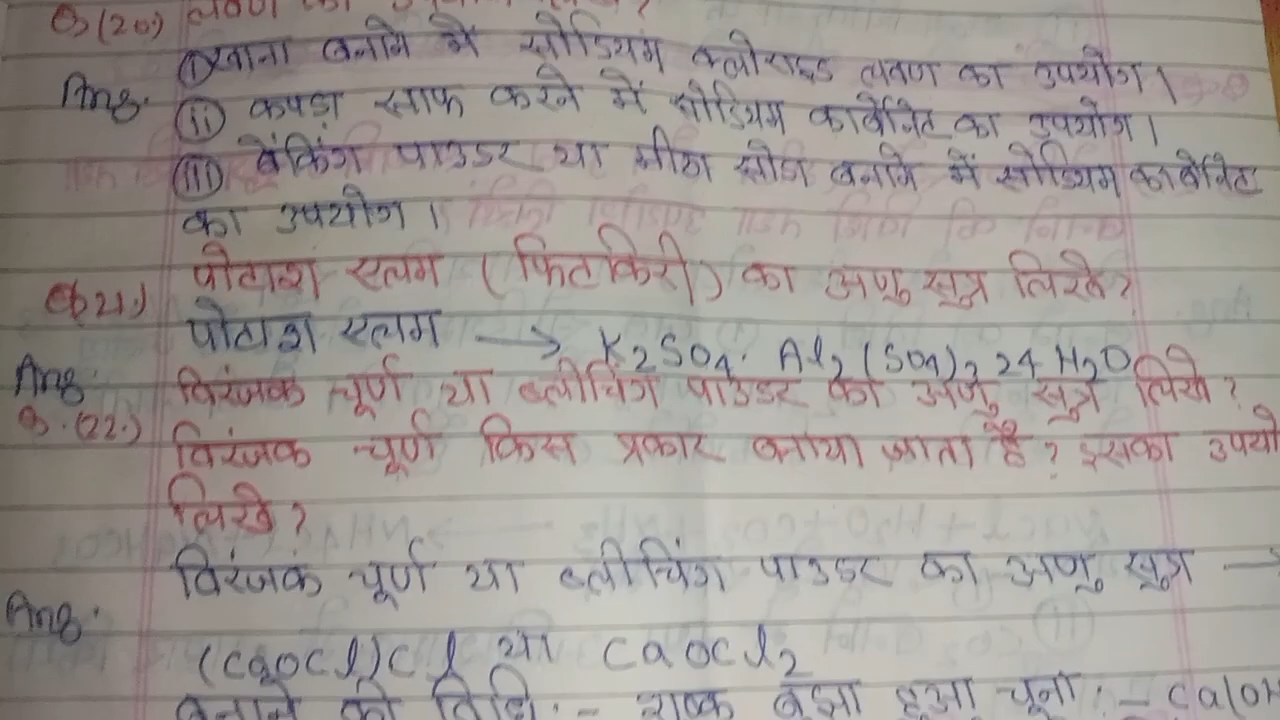 Q(20) लवण का उपयोग लिखे?
Ans. (i) खाना बनाने में सोडियम क्लोराइड लवण का उपयोग।
(ii) कपड़ा साफ करने में सोडियम कार्बोनेट का उपयोग।
(iii) बेकिंग पाउडर या मीठा सोडा बनाने में सोडियम कार्बोनेट
का उपयोग।
Q.21.) पोटाश एलम (फिटकिरी) का अणु सूत्र लिखे?
Ans. पोटाश एलम → K2SO4. Al2(SO4)3 24 H2O
Q.(22.) विरंजक चूर्ण या ब्लीचिंग पाउडर का अणु सूत्र लिखे?
विरंजक चूर्ण किस प्रकार बनाया जाता है? इसका उपयो
लिखे?
Ans. विरंजक चूर्ण या ब्लीचिंग पाउडर का अणु सूत्र →
(CaOCl)Cl या CaOCl2
बनाने की विधि :- शुष्क बुझा हुआ चूना :- Ca(OH